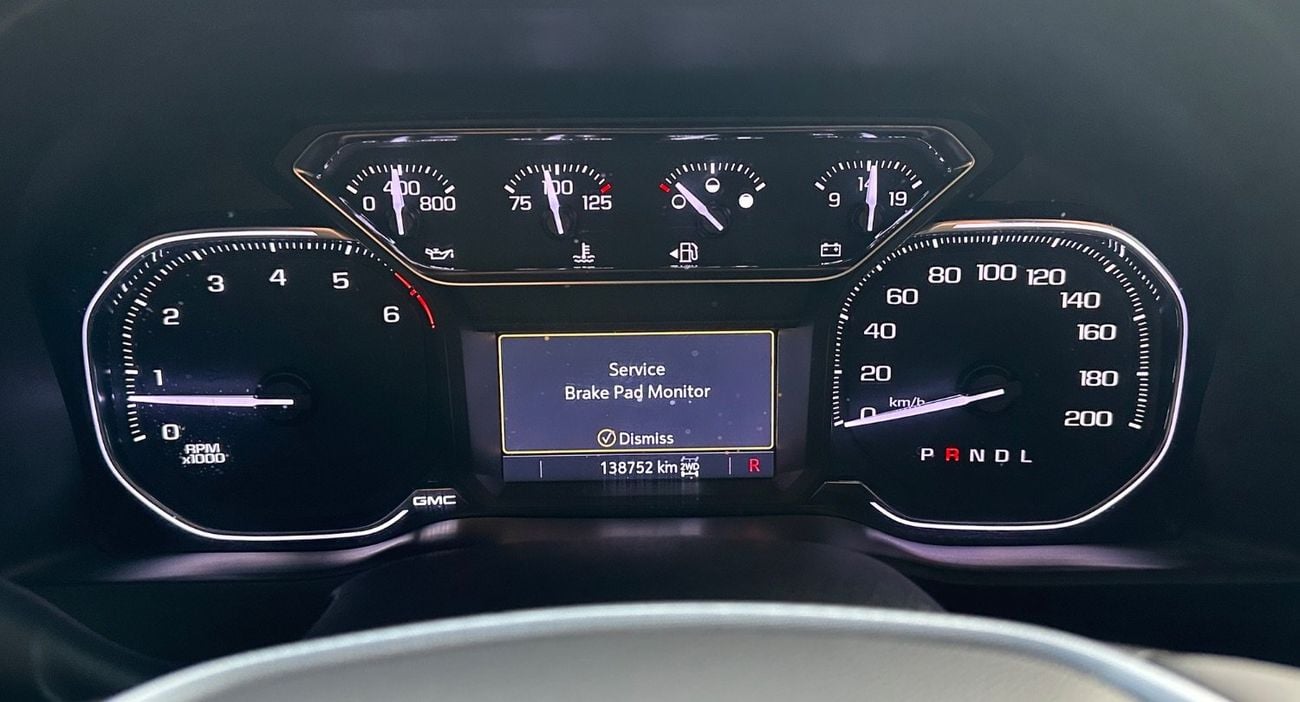 0 400 800
75 100 125
9 14 19
0 1 2 3 4 5 6
RPM
x1000
GMC
Service
Brake Pad Monitor
Dismiss
138752 km 2WD R
0 20 40 60 80 100 120 140 160 180 200
km/h
P R N D L